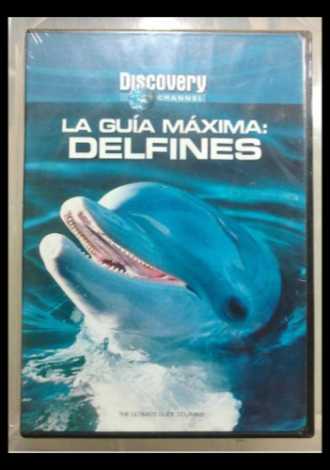 Discovery
CHANNEL
LA GUÍA MÁXIMA:
DELFINES
THE ULTIMATE GUIDE: DOLPHINS